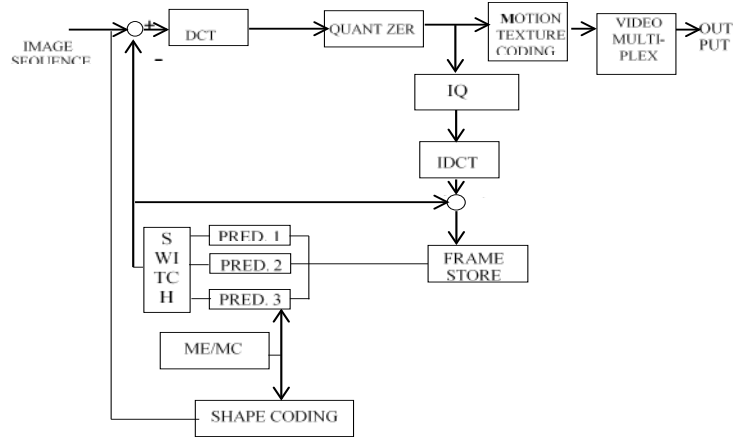 IMAGE
SEQUENCE
+
-
DCT
QUANT ZER
MOTION
TEXTURE
CODING
VIDEO
MULTI-
PLEX
OUT
PUT
IQ
IDCT
S
WI
TC
H
PRED. 1
PRED. 2
PRED. 3
FRAME
STORE
ME/MC
SHAPE CODING